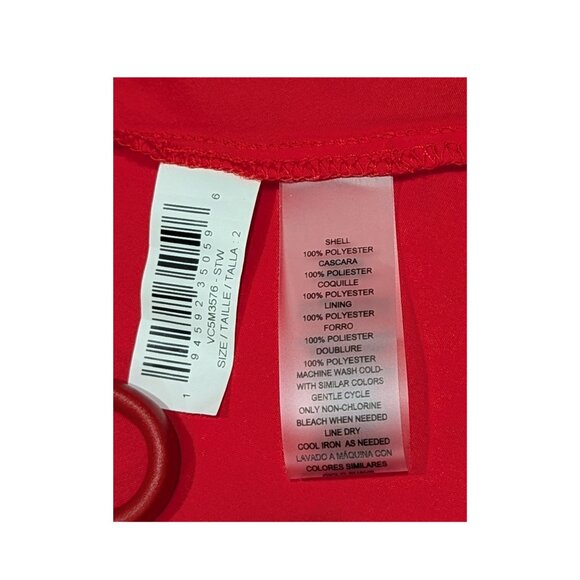 1 94592 35059 6
VC5M3576 - STW
SIZE / TAILLE / TALLA : 2
SHELL
100% POLYESTER
CASCARA
100% POLIESTER
COQUILLE
100% POLYESTER
LINING
100% POLYESTER
FORRO
100% POLIESTER
DOUBLURE
100% POLYESTER
MACHINE WASH COLD-
WITH SIMILAR COLORS
GENTLE CYCLE
ONLY NON-CHLORINE
BLEACH WHEN NEEDED
LINE DRY
COOL IRON AS NEEDED
LAVADO A MÁQUINA CON
COLORES SIMILARES